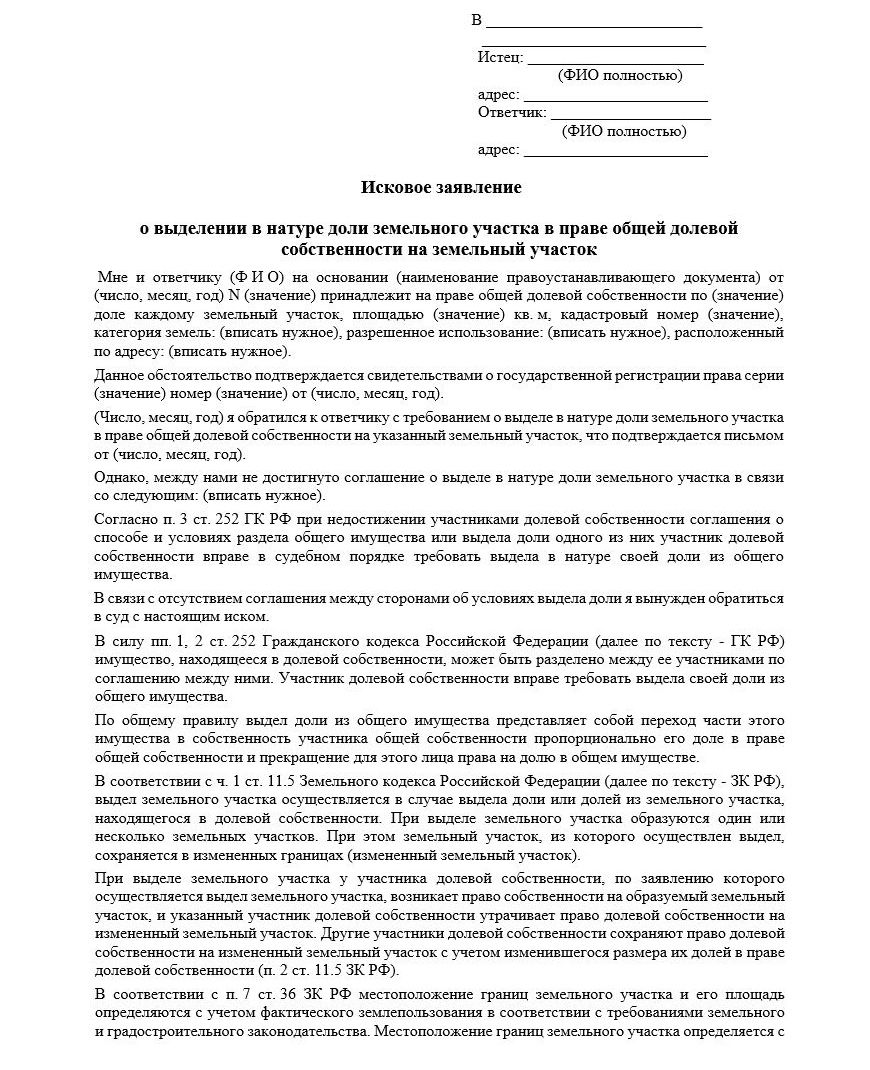 В ___________________________
____________________________
Истец: ______________________
(ФИО полностью)
адрес: _______________________
Ответчик: ____________________
(ФИО полностью)
адрес: _______________________
Исковое заявление
о выделении в натуре доли земельного участка в праве общей долевой
собственности на земельный участок
Мне и ответчику (Ф И О) на основании (наименование правоустанавливающего документа) от
(число, месяц, год) N (значение) принадлежит на праве общей долевой собственности по (значение)
доле каждому земельный участок, площадью (значение) кв. м, кадастровый номер (значение),
категория земель: (вписать нужное), разрешенное использование: (вписать нужное), расположенный
по адресу: (вписать нужное).
Данное обстоятельство подтверждается свидетельствами о государственной регистрации права серии
(значение) номер (значение) от (число, месяц, год).
(Число, месяц, год) я обратился к ответчику с требованием о выделе в натуре доли земельного участка
в праве общей долевой собственности на указанный земельный участок, что подтверждается письмом
от (число, месяц, год).
Однако, между нами не достигнуто соглашение о выделе в натуре доли земельного участка в связи
со следующим: (вписать нужное).
Согласно п. 3 ст. 252 ГК РФ при недостижении участниками долевой собственности соглашения о
способе и условиях раздела общего имущества или выдела доли одного из них участник долевой
собственности вправе в судебном порядке требовать выдела в натуре своей доли из общего
имущества.
В связи с отсутствием соглашения между сторонами об условиях выдела доли я вынужден обратиться
в суд с настоящим иском.
В силу пп. 1, 2 ст. 252 Гражданского кодекса Российской Федерации (далее по тексту - ГК РФ)
имущество, находящееся в долевой собственности, может быть разделено между ее участниками по
соглашению между ними. Участник долевой собственности вправе требовать выдела своей доли из
общего имущества.
По общему правилу выдел доли из общего имущества представляет собой переход части этого
имущества в собственность участника общей собственности пропорционально его доле в праве
общей собственности и прекращение для этого лица права на долю в общем имуществе.
В соответствии с ч. 1 ст. 11.5 Земельного кодекса Российской Федерации (далее по тексту - ЗК РФ),
выдел земельного участка осуществляется в случае выдела доли или долей из земельного участка,
находящегося в долевой собственности. При выделе земельного участка образуются один или
несколько земельных участков. При этом земельный участок, из которого осуществлен выдел,
сохраняется в измененных границах (измененный земельный участок).
При выделе земельного участка у участника долевой собственности, по заявлению которого
осуществляется выдел земельного участка, возникает право собственности на образуемый земельный
участок, и указанный участник долевой собственности утрачивает право долевой собственности на
измененный земельный участок. Другие участники долевой собственности сохраняют право долевой
собственности на измененный земельный участок с учетом изменившегося размера их долей в праве
долевой собственности (п. 2 ст. 11.5 ЗК РФ).
В соответствии с п. 7 ст. 36 ЗК РФ местоположение границ земельного участка и его площадь
определяются с учетом фактического землепользования в соответствии с требованиями земельного
и градостроительного законодательства. Местоположение границ земельного участка определяется с